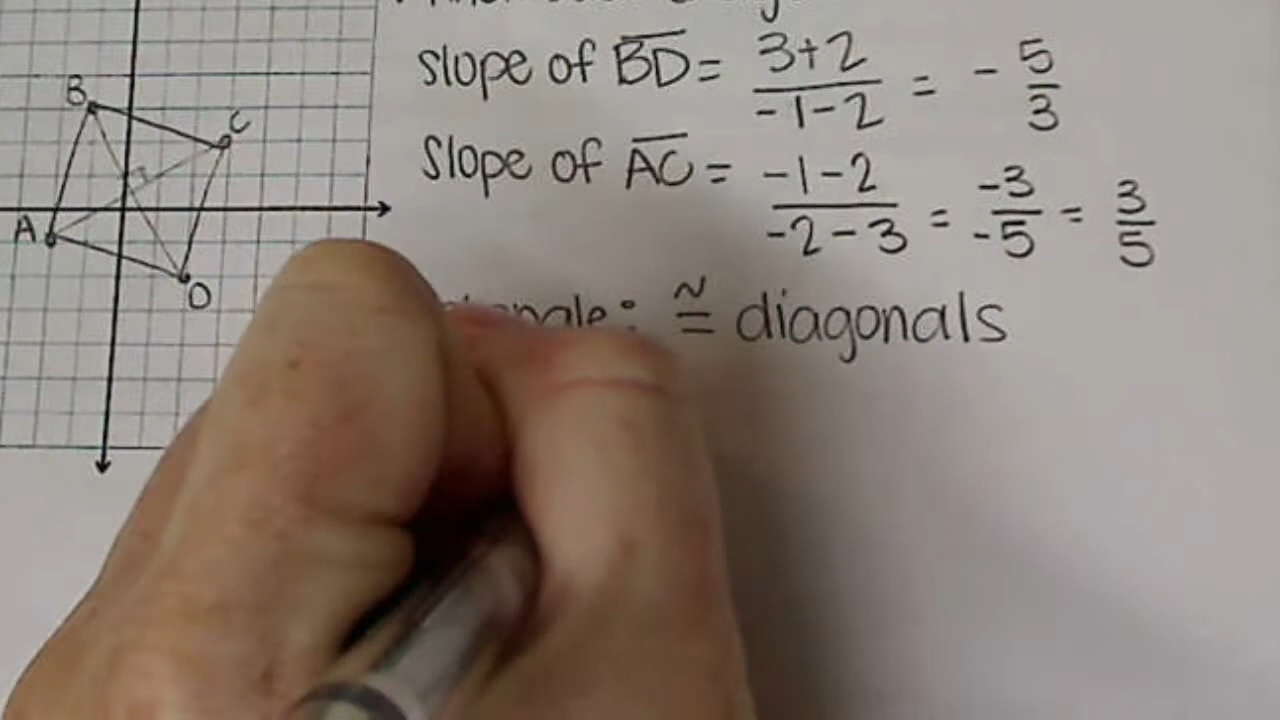 B
C
A
D
slope of BD = 3+2 / -1-2 = - 5/3
Slope of AC = -1-2 / -2-3 = -3/-5 = 3/5
≅ diagonals